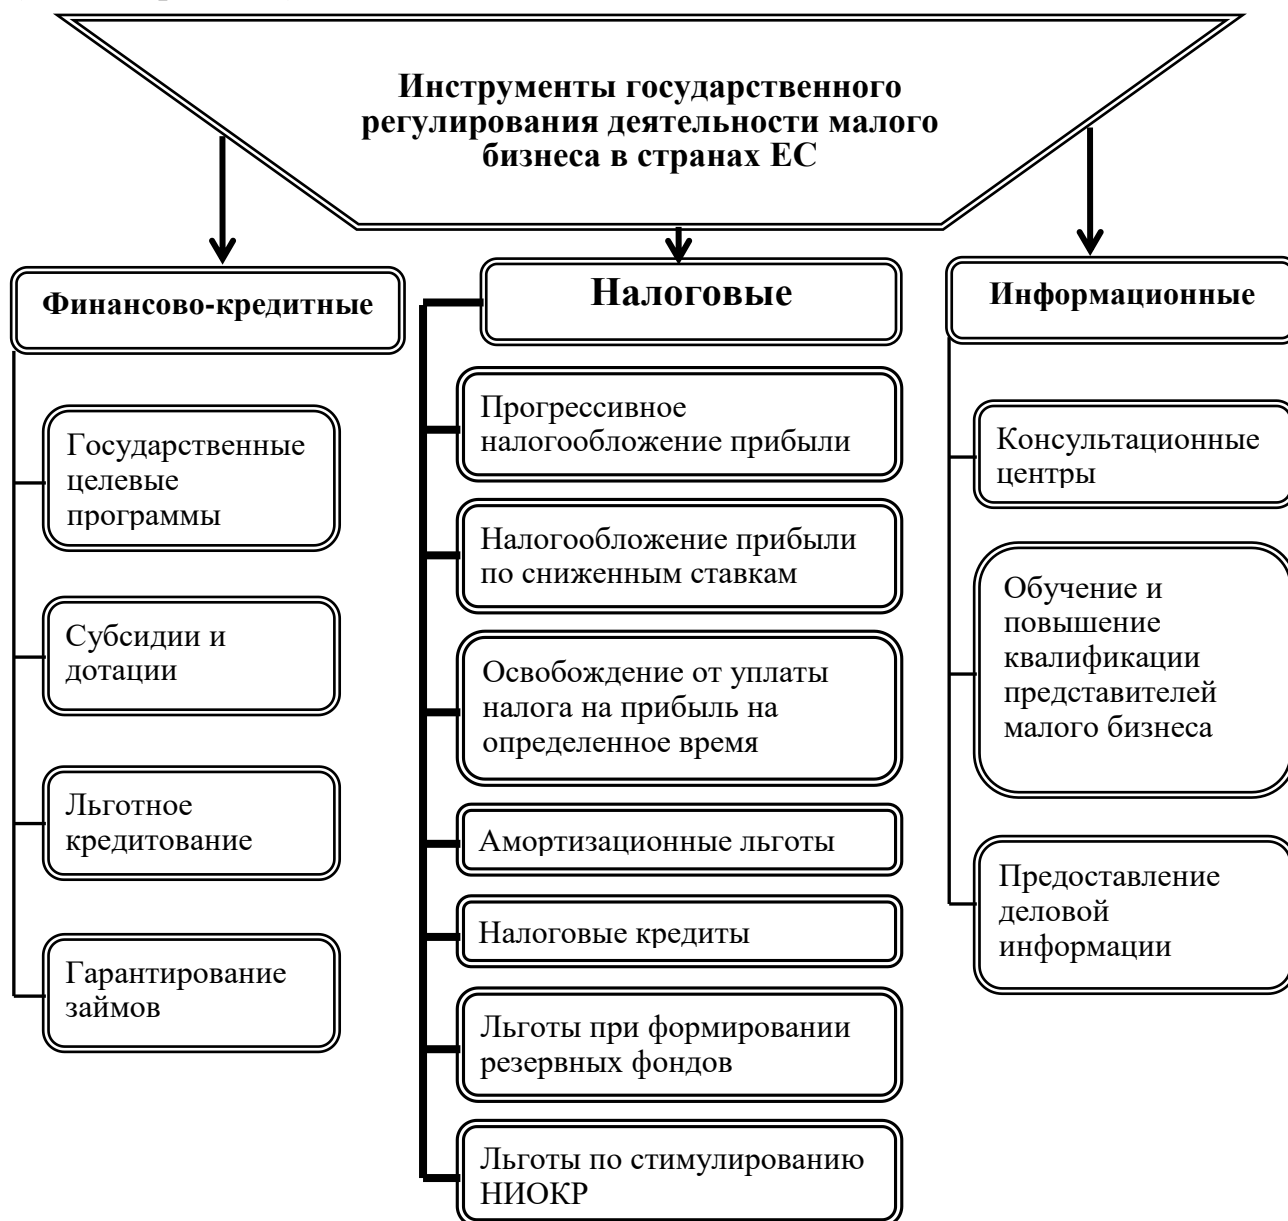 Инструменты государственного
регулирования деятельности малого
бизнеса в странах ЕС
Финансово-кредитные
Государственные
целевые
программы
Субсидии и
дотации
Льготное
кредитование
Гарантирование
займов
Налоговые
Прогрессивное
налогообложение прибыли
Налогообложение прибыли
по сниженным ставкам
Освобождение от уплаты
налога на прибыль на
определенное время
Амортизационные льготы
Налоговые кредиты
Льготы при формировании
резервных фондов
Льготы по стимулированию
НИОКР
Информационные
Консультационные
центры
Обучение и
повышение
квалификации
представителей
малого бизнеса
Предоставление
деловой
информации